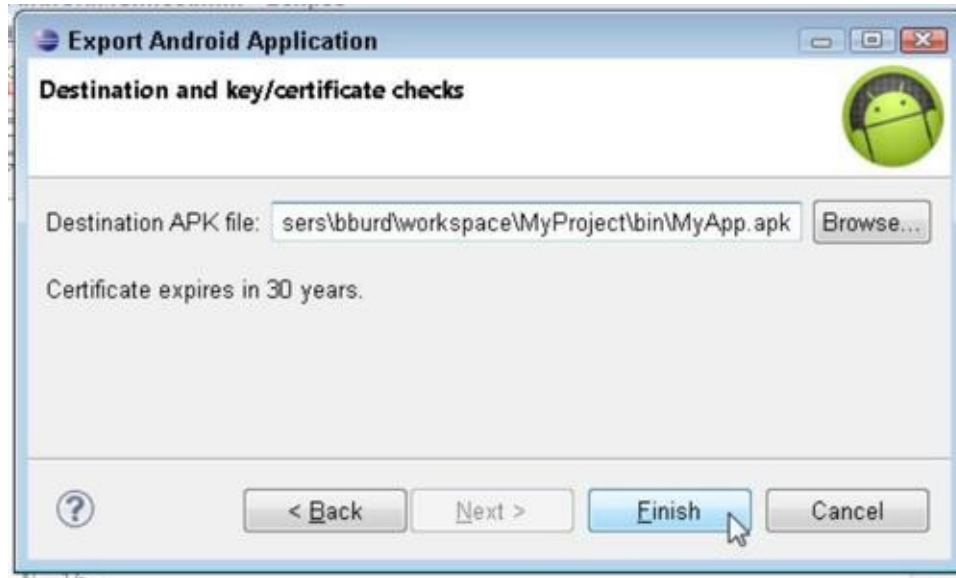 Export Android Application
Destination and key/certificate checks
Destination APK file: sers\bburd\workspace\MyProject\bin\MyApp.apk Browse...
Certificate expires in 30 years.
< Back Next > Finish Cancel